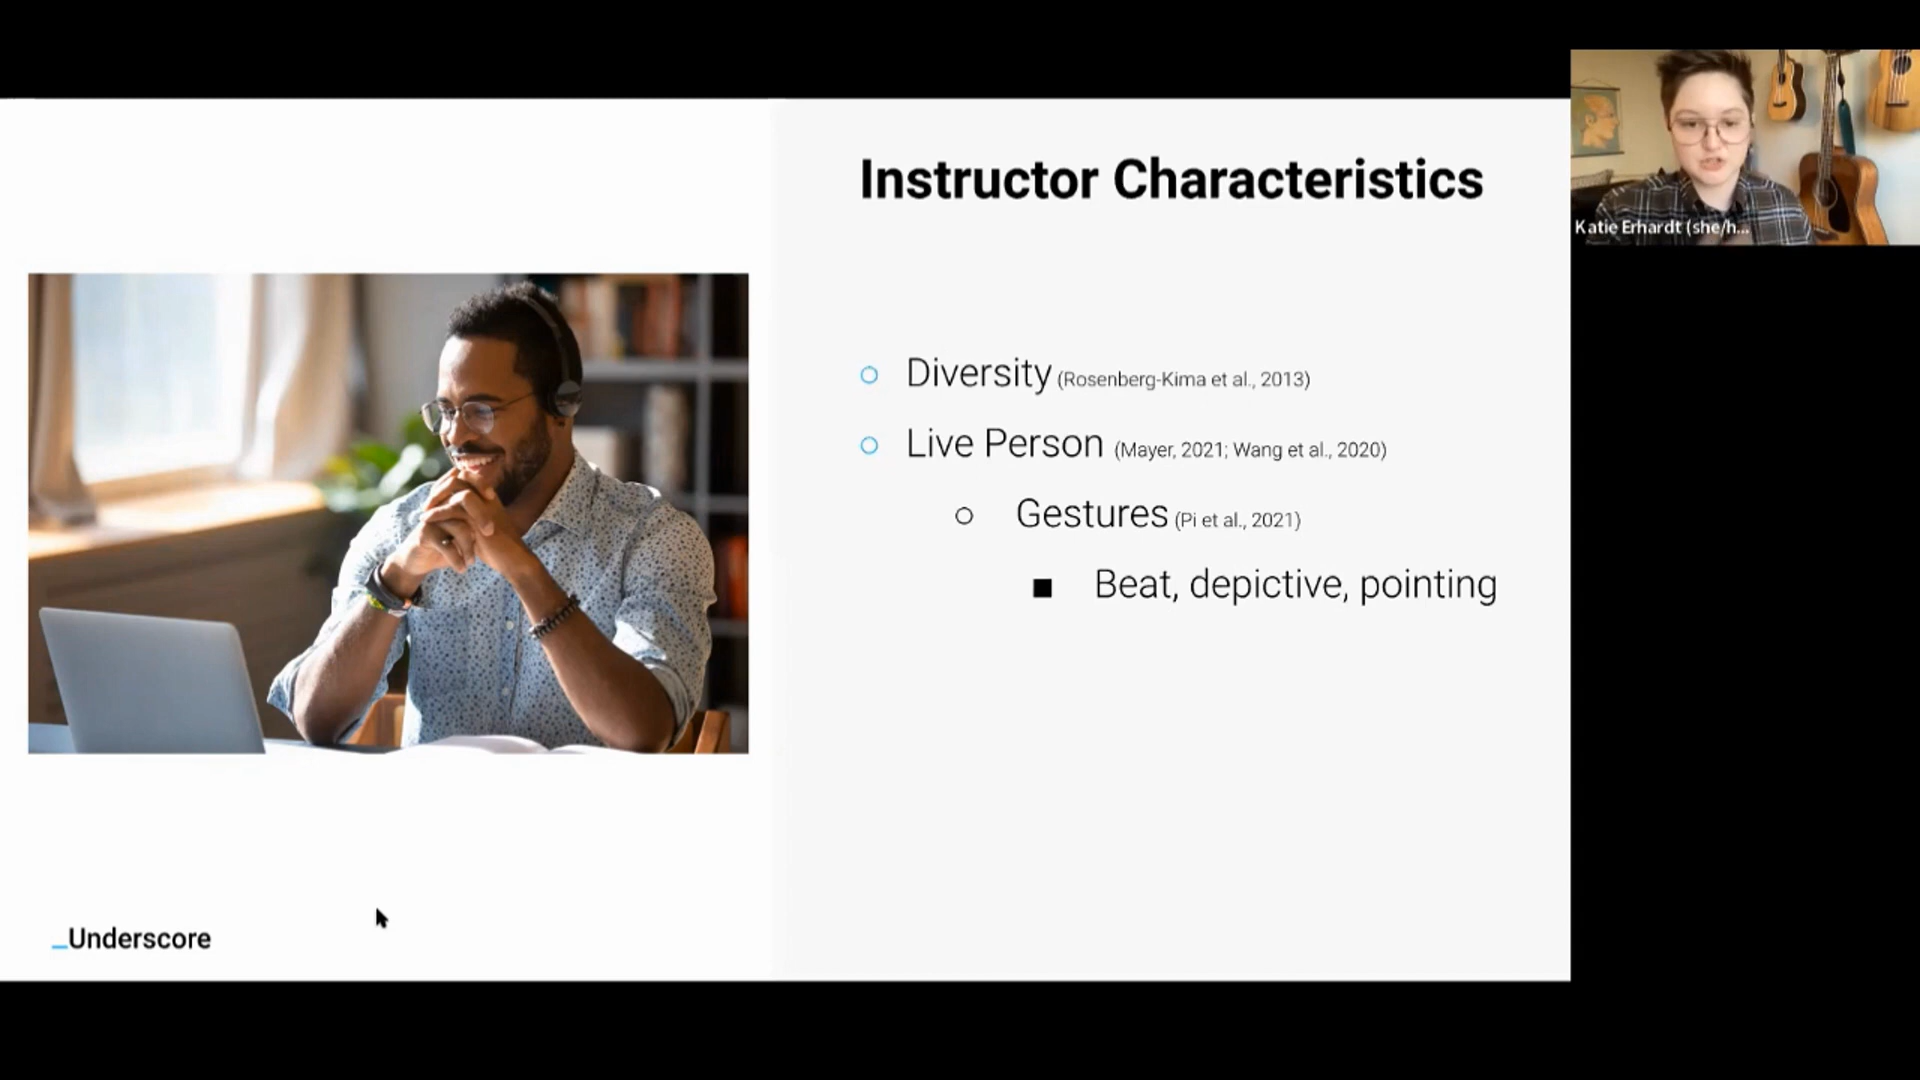 Instructor Characteristics
Diversity (Rosenberg-Kima et al., 2013)
Live Person (Mayer, 2021; Wang et al., 2020)
Gestures (Pi et al., 2021)
Beat, depictive, pointing
_Underscore
Katie Erhardt (she/h...